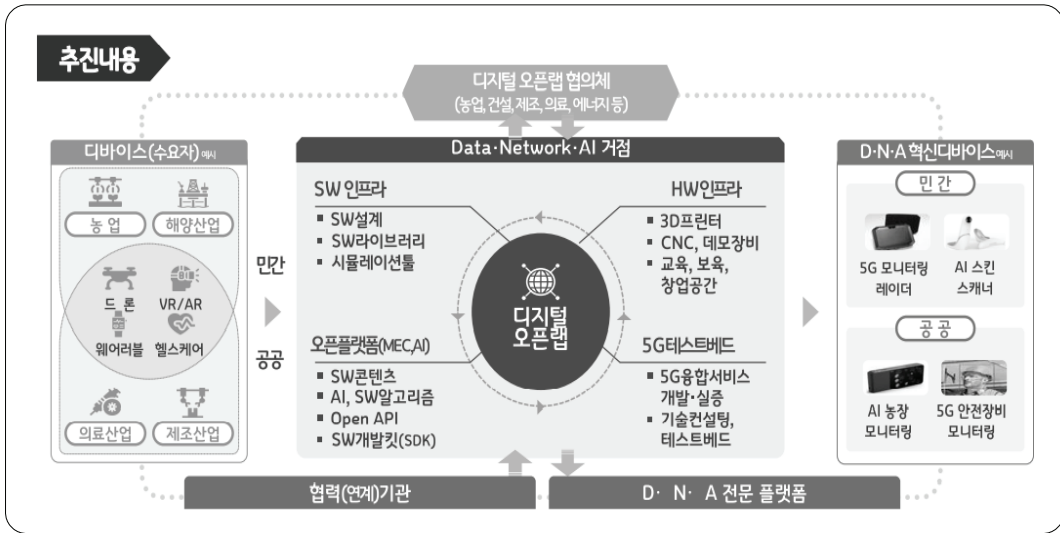 추진내용
디지털 오픈랩 협의체
(농업, 건설, 제조, 의료, 에너지 등)
디바이스(수요자) 예시
농 업
해양산업
드 론
VR/AR
웨어러블
헬스케어
의료산업
제조산업
민간
공공
Data·Network·AI 거점
SW 인프라
▪ SW설계
▪ SW라이브러리
▪ 시뮬레이션툴
HW인프라
▪ 3D프린터
▪ CNC, 데모장비
▪ 교육, 보육,
창업공간
디지털
오픈랩
오픈플랫폼(MEC,AI)
▪ SW콘텐츠
▪ AI, SW알고리즘
▪ Open API
▪ SW개발킷(SDK)
5G테스트베드
▪ 5G융합서비스
개발·실증
▪ 기술컨설팅,
테스트베드
D·N·A 혁신디바이스예시
민 간
5G 모니터링
레이더
AI 스킨
스캐너
공 공
AI 농장
모니터링
5G 안전장비
모니터링
협력(연계)기관
D· N· A 전문 플랫폼